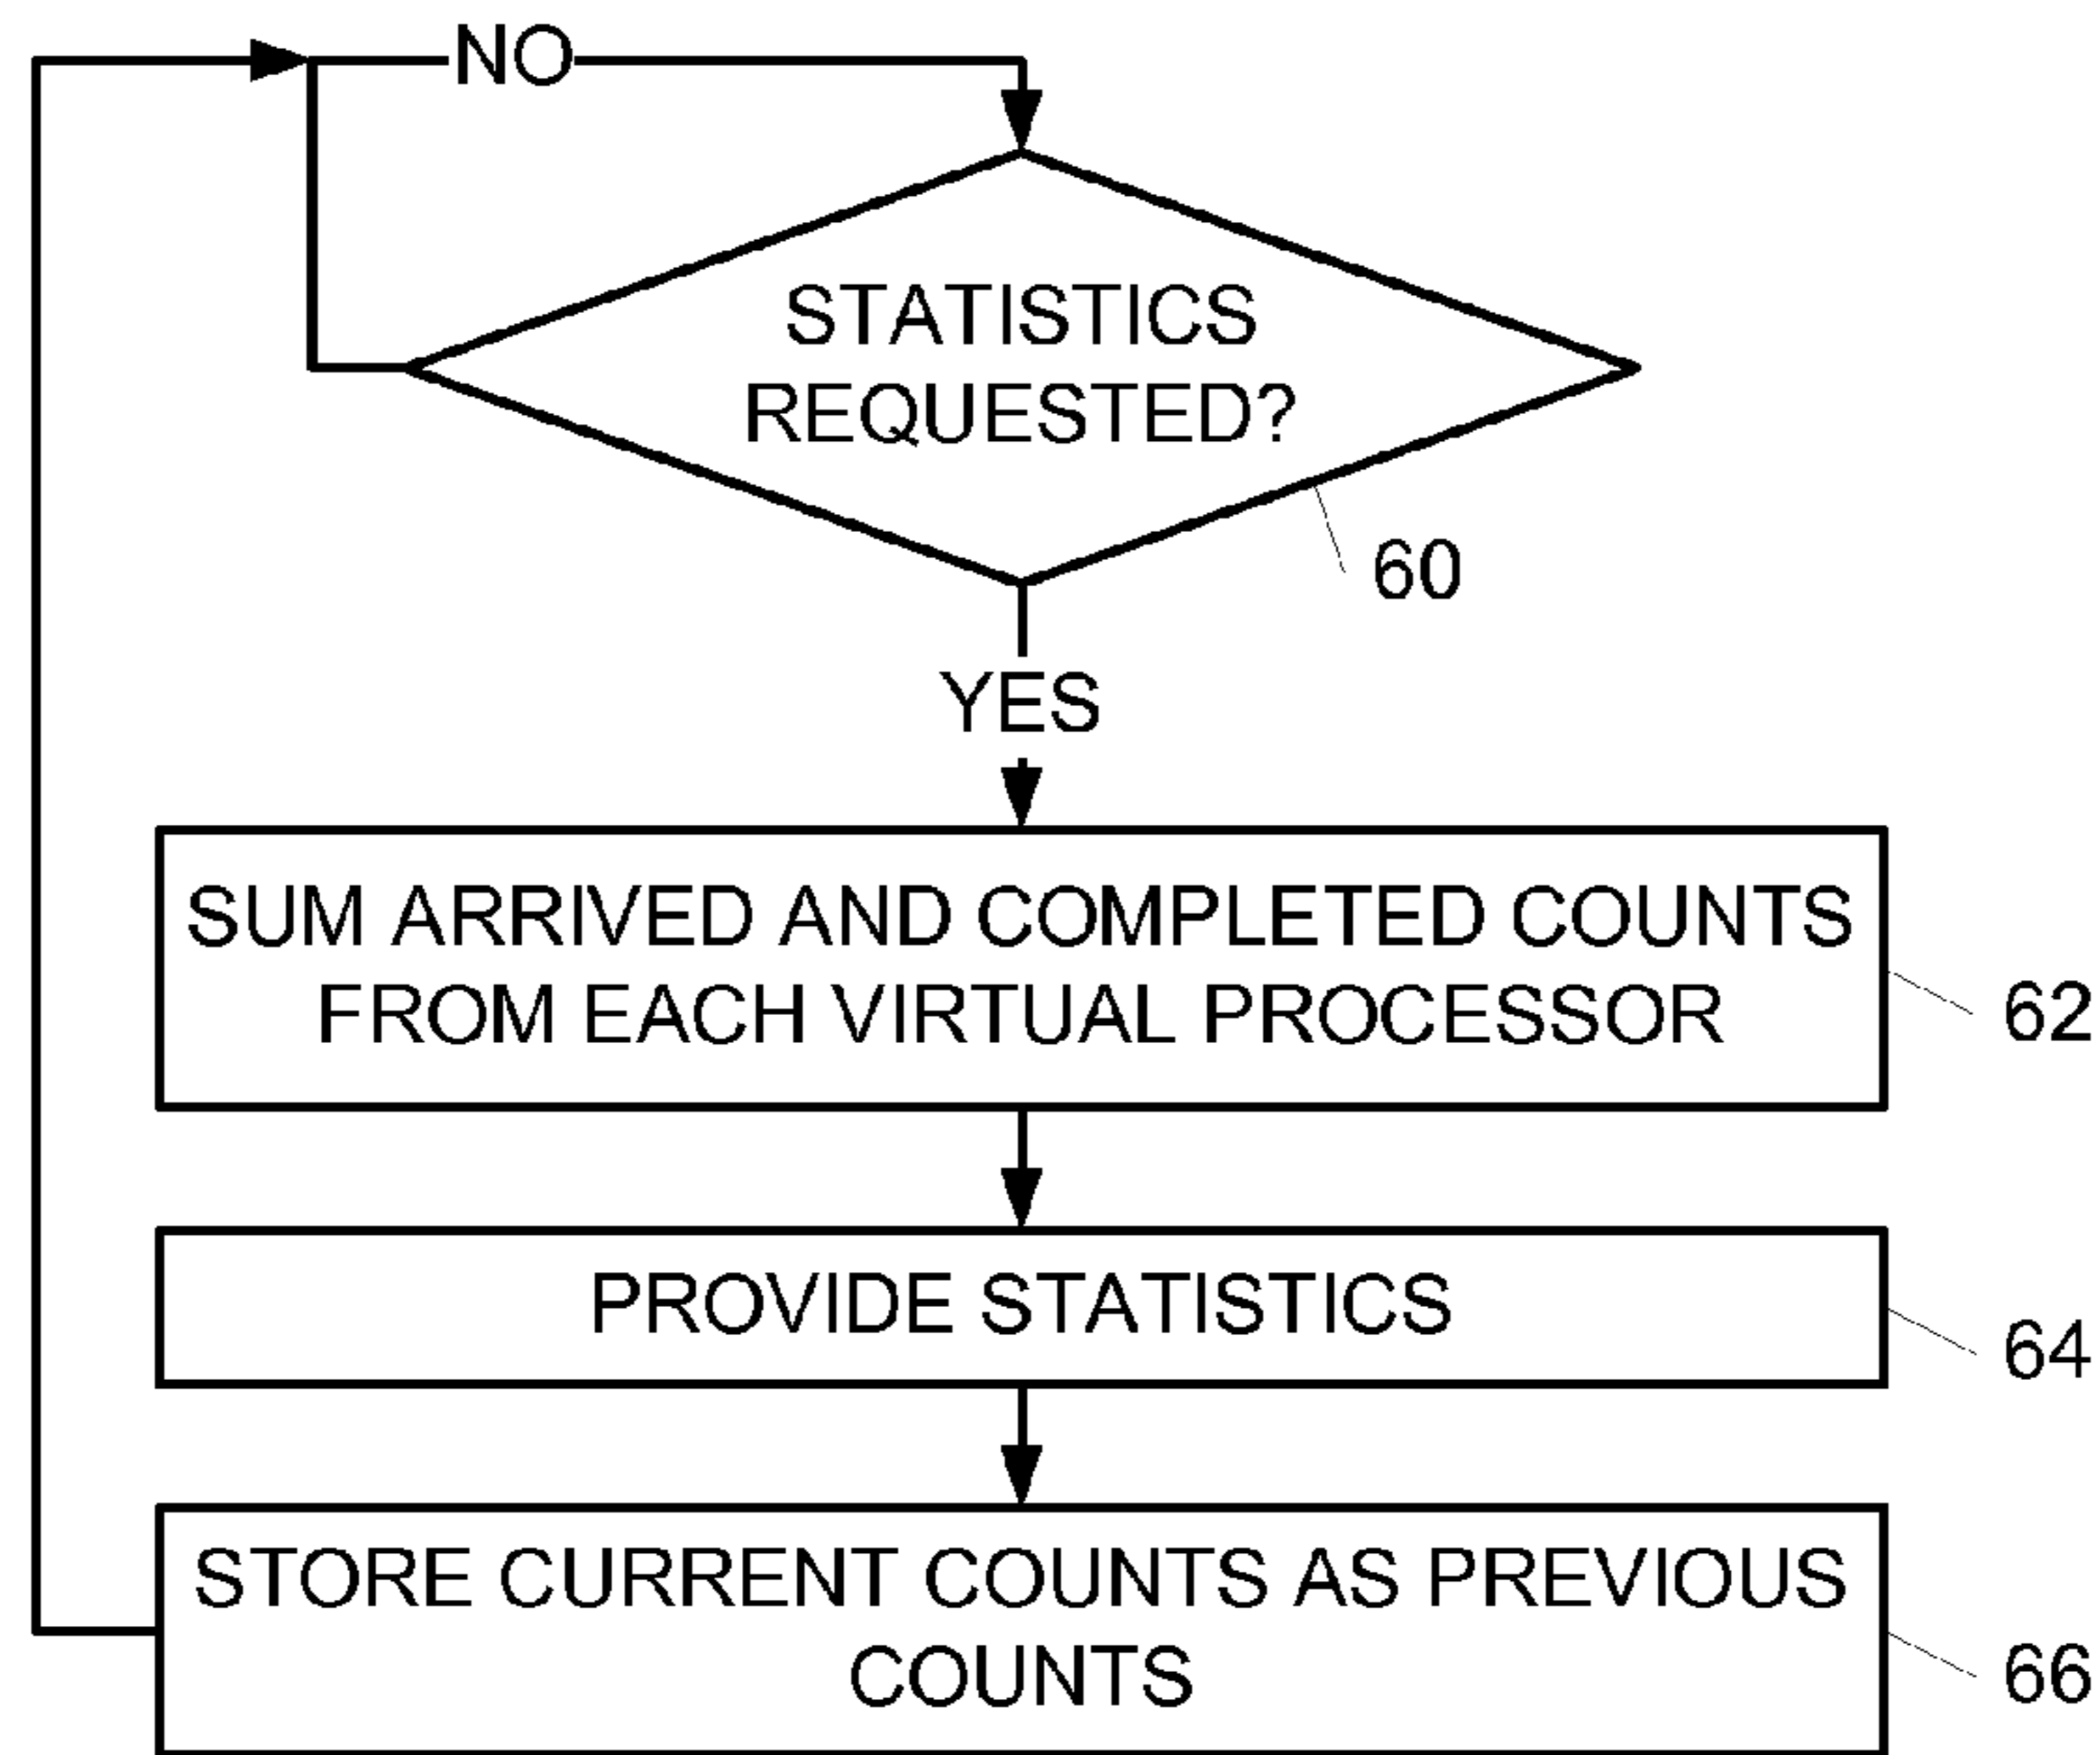 NO
STATISTICS
REQUESTED?
60
YES
SUM ARRIVED AND COMPLETED COUNTS
FROM EACH VIRTUAL PROCESSOR
62
PROVIDE STATISTICS
64
STORE CURRENT COUNTS AS PREVIOUS
COUNTS
66